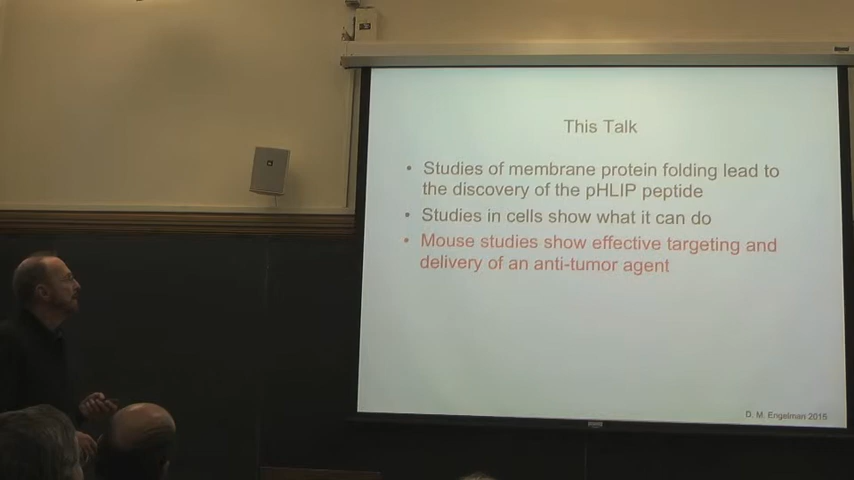 This Talk
• Studies of membrane protein folding lead to
the discovery of the pHLIP peptide
• Studies in cells show what it can do
• Mouse studies show effective targeting and
delivery of an anti-tumor agent
D. M. Engelman 2015